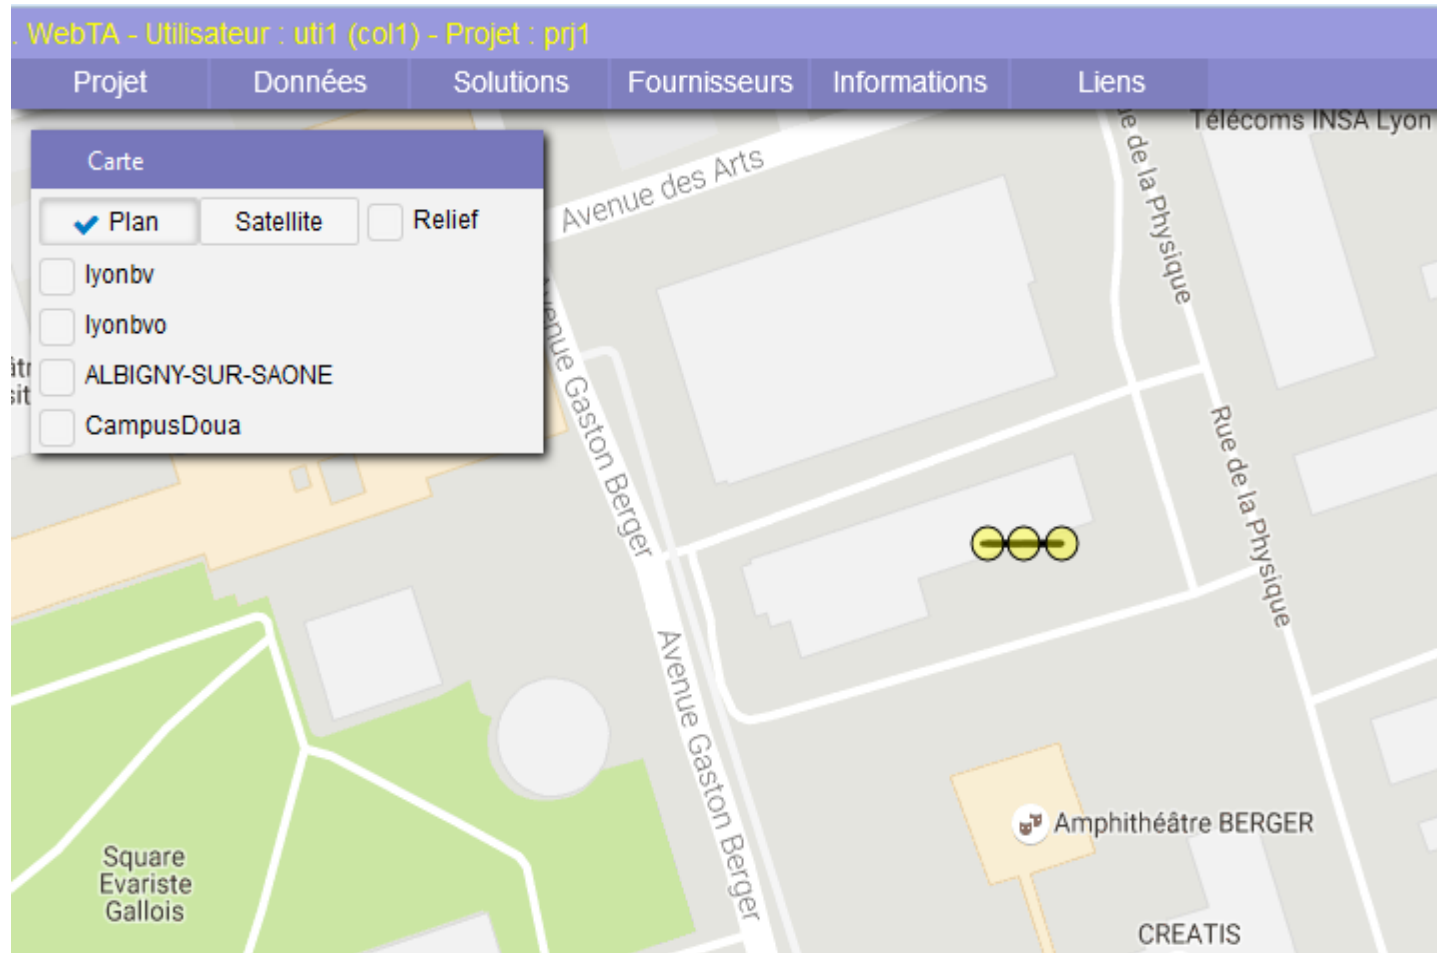 . WebTA - Utilisateur : uti1 (col1) - Projet : prj1
Projet Données Solutions Fournisseurs Informations Liens
Télécoms INSA Lyon
Carte
Plan Satellite Relief
lyonbv
lyonbvo
ALBIGNY-SUR-SAONE
CampusDoua
Avenue des Arts
ue de la Physique
Avenue Gaston Berger
Rue de la Physique
Avenue Gaston Berger
Amphithéâtre BERGER
Square
Evariste
Gallois
CREATIS